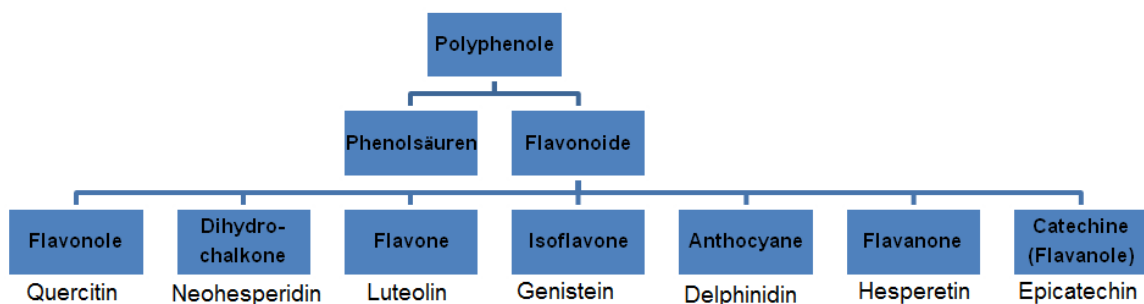 Polyphenole
Phenolsäuren
Flavonoide
Flavonole
Dihydro-
chalkone
Flavone
Isoflavone
Anthocyane
Flavanone
Catechine
(Flavanole)
Quercitin
Neohesperidin
Luteolin
Genistein
Delphinidin
Hesperetin
Epicatechin